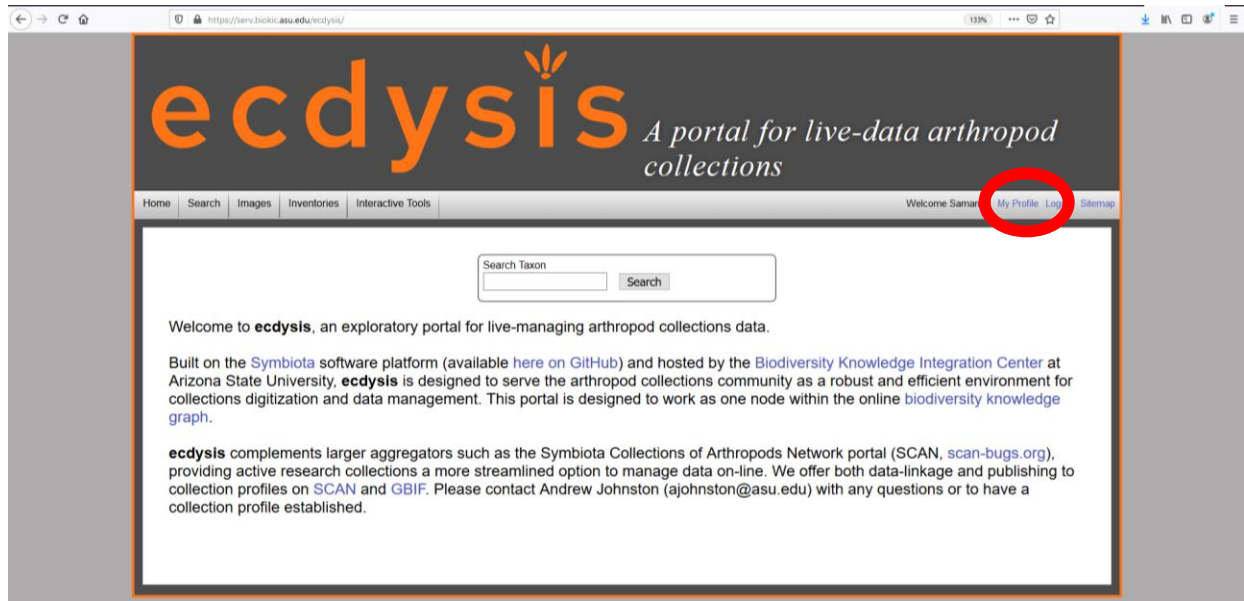 https://serv.biokic.asu.edu/ecdysis/
133%
ecdysis
A portal for live-data arthropod
collections
Home Search Images Inventories Interactive Tools Welcome My Profile Sitemap
Search Taxon
Search
Welcome to ecdysis, an exploratory portal for live-managing arthropod collections data.
Built on the Symbiota software platform (available here on GitHub) and hosted by the Biodiversity Knowledge Integration Center at
Arizona State University, ecdysis is designed to serve the arthropod collections community as a robust and efficient environment for
collections digitization and data management. This portal is designed to work as one node within the online biodiversity knowledge
graph.
ecdysis complements larger aggregators such as the Symbiota Collections of Arthropods Network portal (SCAN, scan-bugs.org),
providing active research collections a more streamlined option to manage data on-line. We offer both data-linkage and publishing to
collection profiles on SCAN and GBIF. Please contact Andrew Johnston (ajohnston@asu.edu) with any questions or to have a
collection profile established.